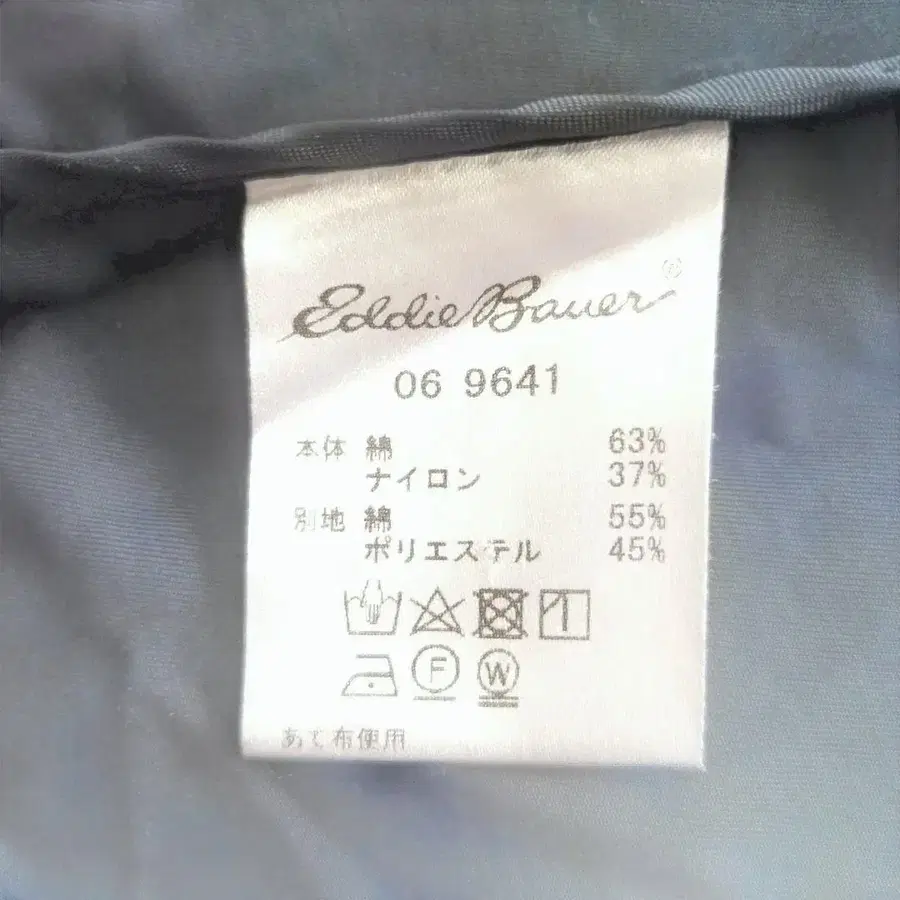 Eddie Bauer®
06 9641
本体 綿 63%
ナイロン 37%
別地 綿 55%
ポリエステル 45%
F W
あて布使用